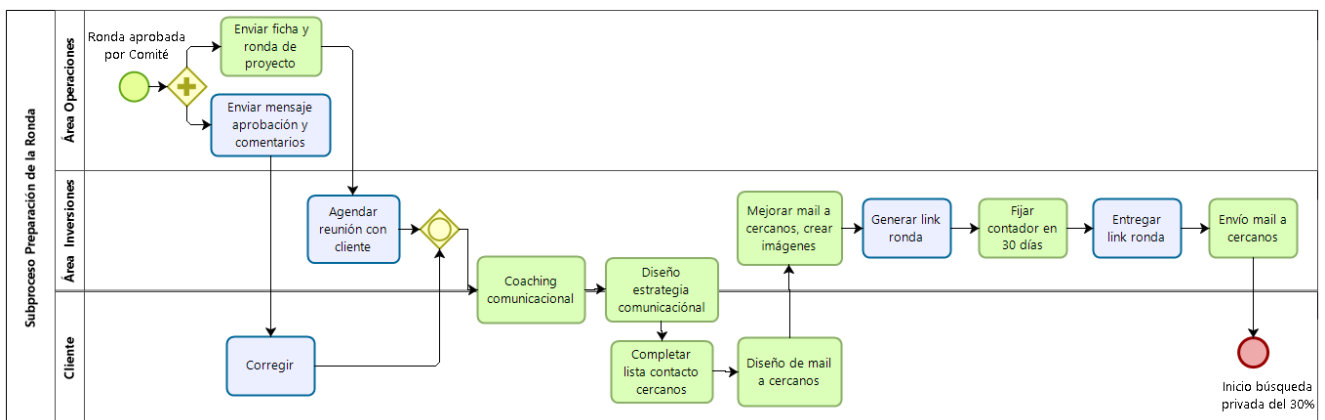 Subproceso Preparación de la Ronda
Área Operaciones
Ronda aprobada
por Comité
Enviar ficha y
ronda de
proyecto
Enviar mensaje
aprobación y
comentarios
Área Inversiones
Agendar
reunión con
cliente
Coaching
comunicacional
Diseño
estrategia
comunicaciónal
Mejorar mail a
cercanos, crear
imágenes
Generar link
ronda
Fijar
contador en
30 días
Entregar
link ronda
Envío mail a
cercanos
Cliente
Corregir
Completar
lista contacto
cercanos
Diseño de mail
a cercanos
Inicio búsqueda
privada del 30%